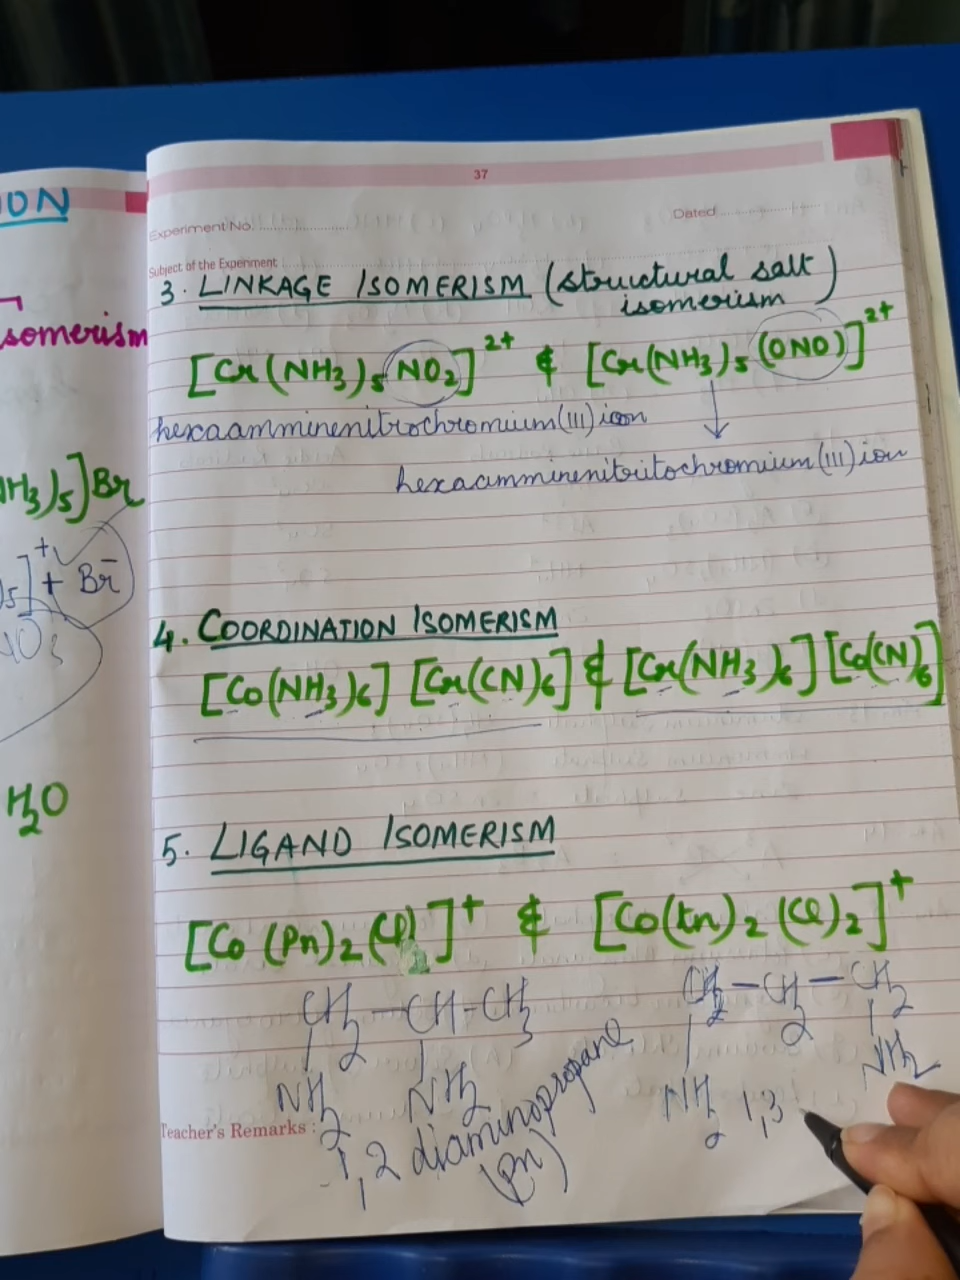 ION
somerism
NH3)5]Br
5]+ + Br-
NO3
H2O
37
Experiment No.
Dated
Subject of the Experiment
3. LINKAGE ISOMERISM (structural salt
isomerism)
[Cr(NH3)5 NO2]2+ & [Cr(NH3)5 (ONO)]2+
hexaamminenitrochromium(III) ion
hexaamminenitritochromium(III) ion
4. COORDINATION ISOMERISM
[Co(NH3)6] [Cr(CN)6] & [Cr(NH3)6] [Co(CN)6]
5. LIGAND ISOMERISM
[Co (Pn)2 (Cl)2]+ & [Co(tn)2 (Cl)2]+
CH2-CH-CH3 CH2-CH2-CH2
NH2 NH2 NH2 NH2
Teacher's Remarks :
1,2 diaminopropane
(pn)
1,3